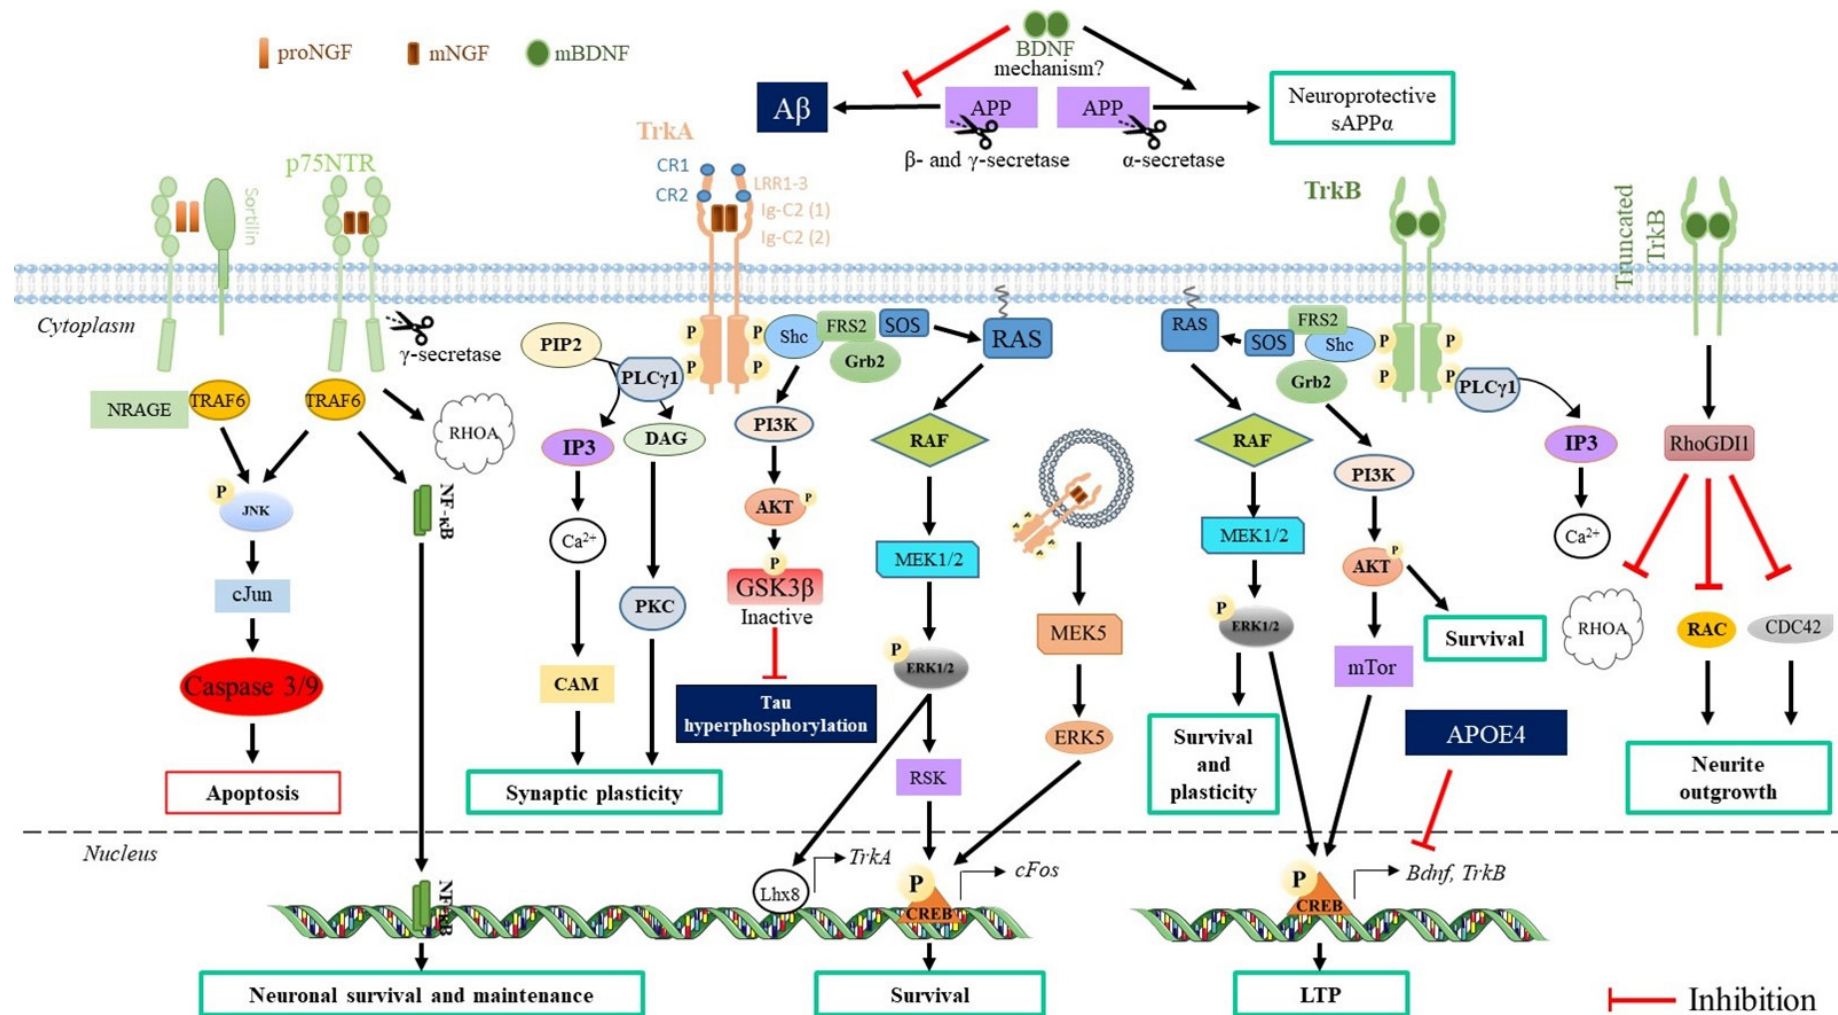 proNGF
mNGF
mBDNF
BDNF
mechanism?
Aβ
APP
APP
Neuroprotective
sAPPα
β- and γ-secretase
α-secretase
TrkA
p75NTR
Sortilin
CR1
CR2
LRR1-3
Ig-C2 (1)
Ig-C2 (2)
TrkB
Truncated
TrkB
Cytoplasm
γ-secretase
NRAGE
TRAF6
TRAF6
RHOA
P
JNK
NF-κB
cJun
Caspase 3/9
Apoptosis
PIP2
PLCγ1
IP3
DAG
Ca²⁺
PKC
CAM
Synaptic plasticity
P
P
P
P
Shc
FRS2
SOS
Grb2
RAS
PI3K
AKT
P
P
GSK3β
Inactive
Tau
hyperphosphorylation
RAF
MEK1/2
P
ERK1/2
RSK
P
P
P
P
MEK5
ERK5
RAS
SOS
FRS2
Shc
Grb2
P
P
P
P
PLCγ1
IP3
Ca²⁺
RAF
MEK1/2
P
ERK1/2
Survival
and
plasticity
PI3K
P
AKT
Survival
mTor
APOE4
RhoGDI1
RHOA
RAC
CDC42
Neurite
outgrowth
Nucleus
NF-κB
Lhx8
TrkA
P
CREB
cFos
P
CREB
Bdnf, TrkB
Neuronal survival and maintenance
Survival
LTP
Inhibition